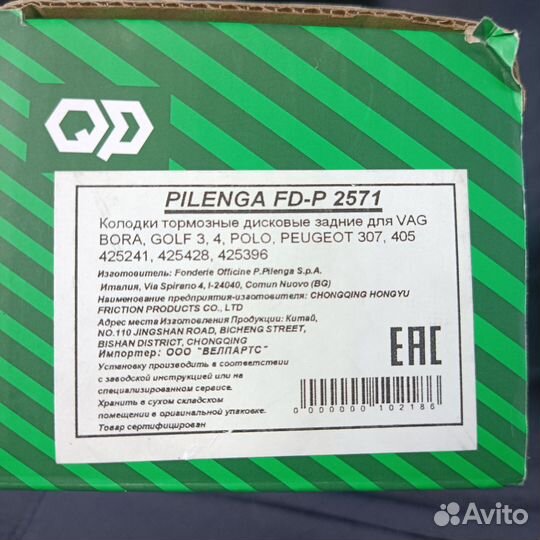 QP
PILENGA FD-P 2571
Колодки тормозные дисковые задние для VAG
BORA, GOLF 3, 4, POLO, PEUGEOT 307, 405
425241, 425428, 425396
Изготовитель: Fonderie Officine P.Pilenga S.p.A.
Италия, Via Spirano 4, I-24040, Comun Nuovo (BG)
Наименование предприятия-изготовителя: CHONGQING HONGYU
FRICTION PRODUCTS CO., LTD
Адрес места Изготовления Продукции: Китай,
NO.110 JINGSHAN ROAD, BICHENG STREET,
BISHAN DISTRICT, CHONGQING
Импортер: ООО "ВЕЛПАРТС"
Установку производить в соответствии
с заводской инструкцией или на
специализированном сервисе.
Хранить в сухом складском
помещении в оригинальной упаковке.
Товар сертифицирован
EAC
0 000000 102186
Avito